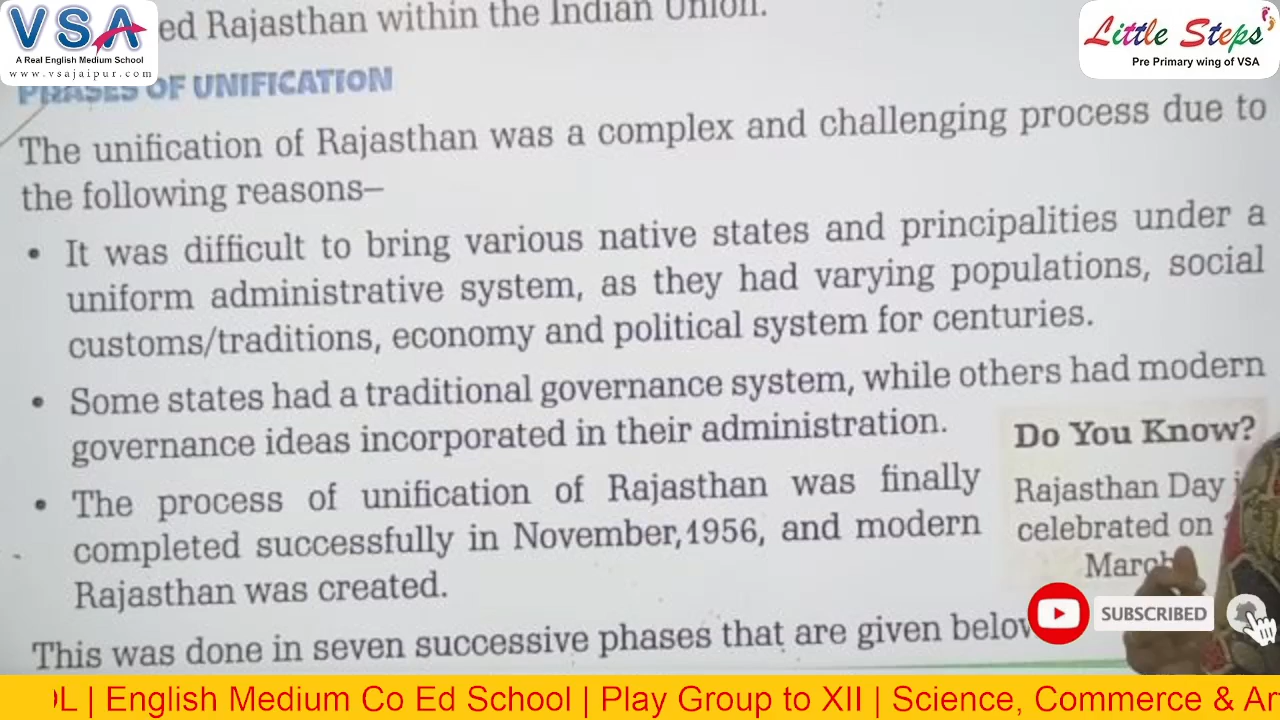 VSA
A Real English Medium School
www.vsajaipur.com
Little Steps
Pre Primary wing of VSA
ed Rajasthan within the Indian Union.
PHASES OF UNIFICATION
The unification of Rajasthan was a complex and challenging process due to
the following reasons–
• It was difficult to bring various native states and principalities under a
uniform administrative system, as they had varying populations, social
customs/traditions, economy and political system for centuries.
• Some states had a traditional governance system, while others had modern
governance ideas incorporated in their administration.
• The process of unification of Rajasthan was finally
completed successfully in November,1956, and modern
Rajasthan was created.
Do You Know?
Rajasthan Day
celebrated on
March
This was done in seven successive phases that are given below
SUBSCRIBED
| English Medium Co Ed School | Play Group to XII | Science, Commerce &